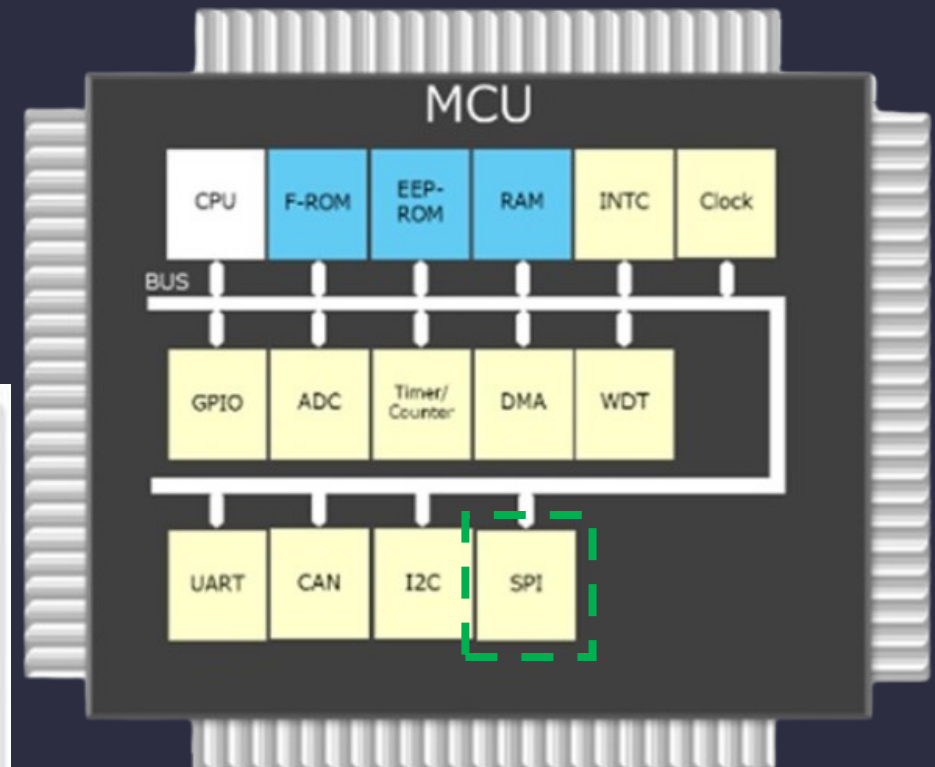 MCU
CPU
F-ROM
EEP-
ROM
RAM
INTC
Clock
BUS
GPIO
ADC
Timer/
Counter
DMA
WDT
UART
CAN
I2C
SPI